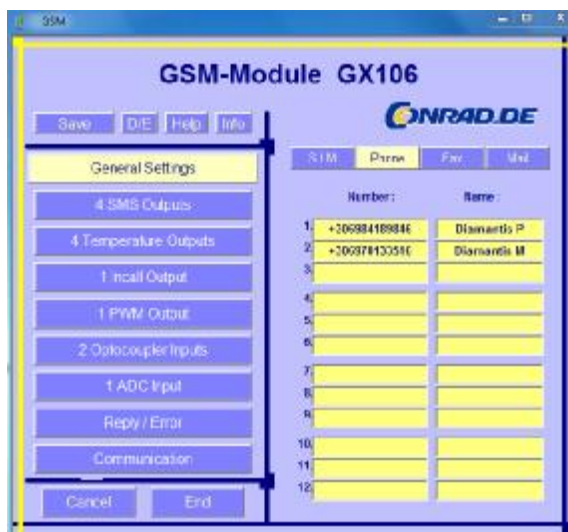 GSM
GSM-Module GX106
CONRAD.DE
Save D/E Help Info
General Settings
4 SMS Outputs
4 Temperature Outputs
1 Incall Output
1 PWM Output
2 Optocoupler Inputs
1 ADC Input
Reply / Error
Communication
Cancel End
SIM Phone Fax Mail
Number: Name:
1. +306984189846 Diamantis P
2. Diamantis M
3.
4.
5.
6.
7.
8.
9.
10.
11.
12.